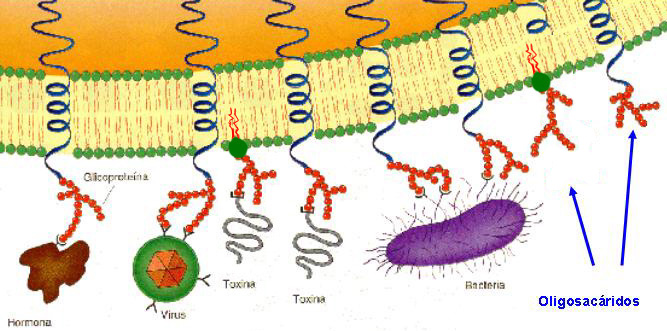 Glicoproteína
Hormona
Virus
Toxina
Toxina
Bacteria
Oligosacáridos